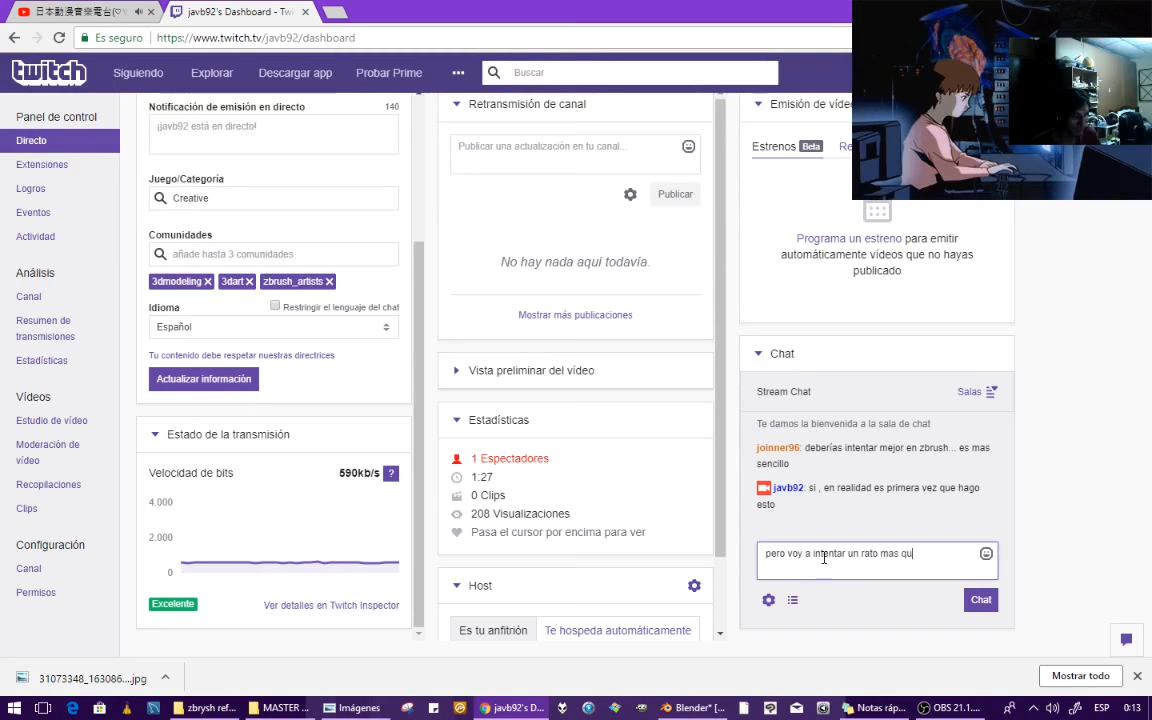 日本動漫音樂電台(♡
javb92's Dashboard - Twi
Es seguro
https://www.twitch.tv/javb92/dashboard
twitch
Siguiendo
Explorar
Descargar app
Probar Prime
Buscar
Panel de control
Directo
Extensiones
Logros
Eventos
Actividad
Análisis
Canal
Resumen de
transmisiones
Estadísticas
Vídeos
Estudio de vídeo
Moderación de
vídeo
Recopilaciones
Clips
Configuración
Canal
Permisos
Notificación de emisión en directo
140
¡javb92 está en directo!
Juego/Categoría
Creative
Comunidades
añade hasta 3 comunidades
3dmodeling
3dart
zbrush_artists
Idioma
Restringir el lenguaje del chat
Español
Tu contenido debe respetar nuestras directrices
Actualizar información
Estado de la transmisión
Velocidad de bits
590kb/s ?
4.000
2.000
0
Excelente
Ver detalles en Twitch Inspector
Retransmisión de canal
Publicar una actualización en tu canal...
Publicar
No hay nada aquí todavía.
Mostrar más publicaciones
Vista preliminar del vídeo
Estadísticas
1 Espectadores
1:27
0 Clips
208 Visualizaciones
Pasa el cursor por encima para ver
Host
Es tu anfitrión
Te hospeda automáticamente
Emisión de víde
Estrenos
Beta
Re
Programa un estreno para emitir
automáticamente vídeos que no hayas
publicado
Chat
Stream Chat
Salas
Te damos la bienvenida a la sala de chat
joinner96: deberías intentar mejor en zbrush... es mas
sencillo
javb92: si , en realidad es primera vez que hago
esto
pero voy a intentar un rato mas qu
Chat
31073348_163086....jpg
Mostrar todo
zbrysh ref...
MASTER ...
Imágenes
javb92's D...
Blender* [...
Notas ráp...
OBS 21.1....
ESP
0:13